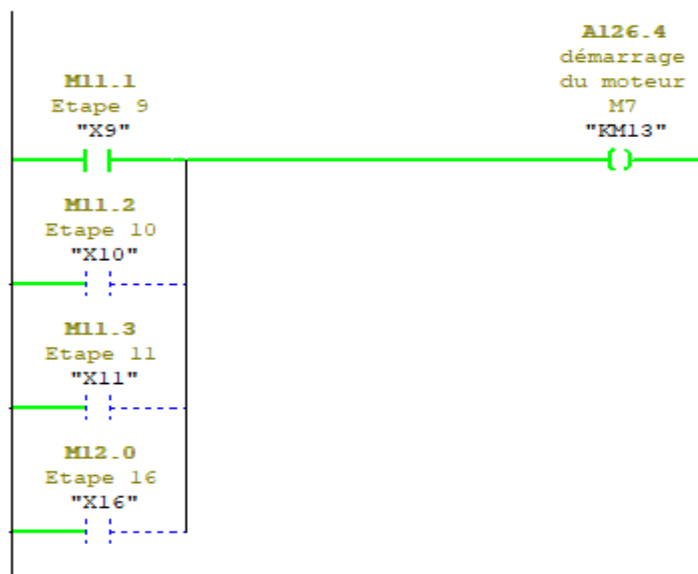 A126.4
démarrage
du moteur
M7
"KM13"
M11.1
Etape 9
"X9"
M11.2
Etape 10
"X10"
M11.3
Etape 11
"X11"
M12.0
Etape 16
"X16"